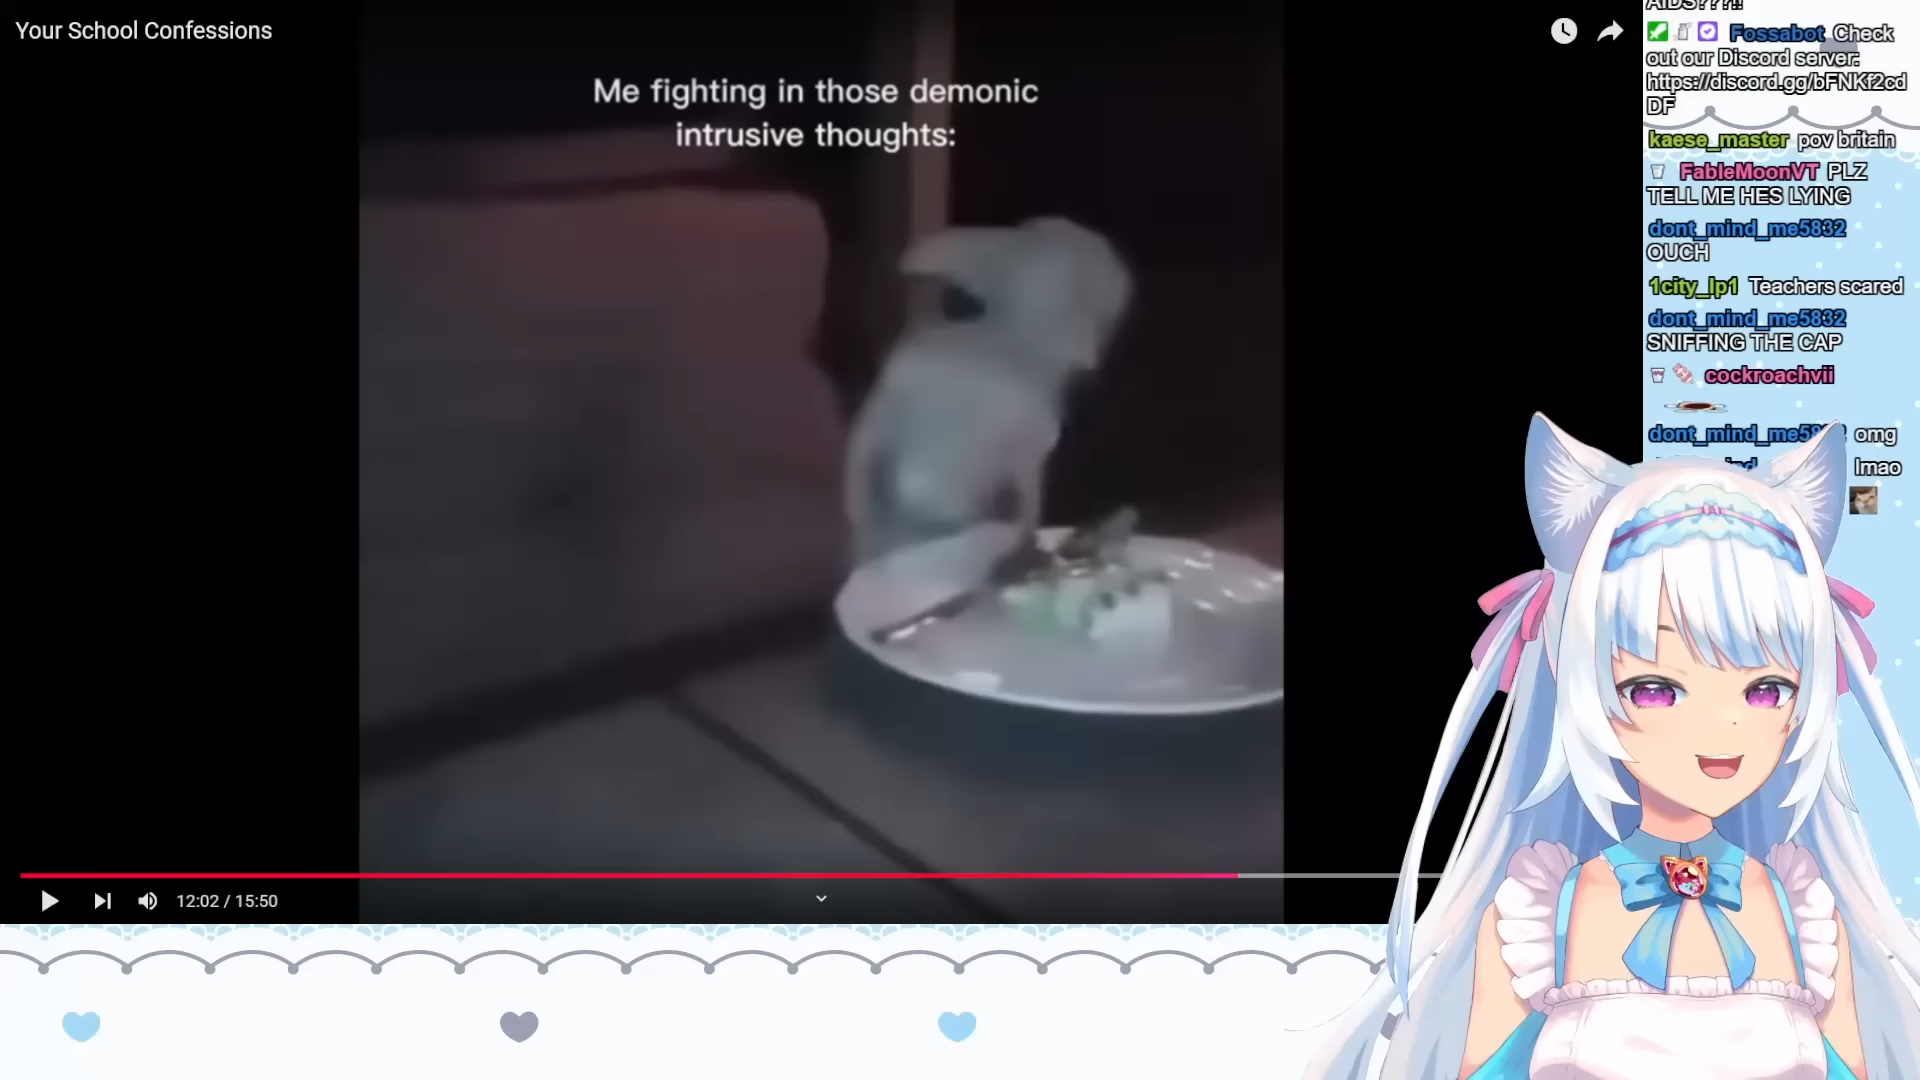 Your School Confessions
Me fighting in those demonic
intrusive thoughts:
12:02 / 15:50
AIDS???!!
Fossabot Check
out our Discord server:
https://discord.gg/bFNKf2cd
DF
kaese_master pov britain
FableMoonVT PLZ
TELL ME HES LYING
dont_mind_me5832
OUCH
1city_lp1 Teachers scared
dont_mind_me5832
SNIFFING THE CAP
cockroachvii
dont_mind_me58 omg
lmao